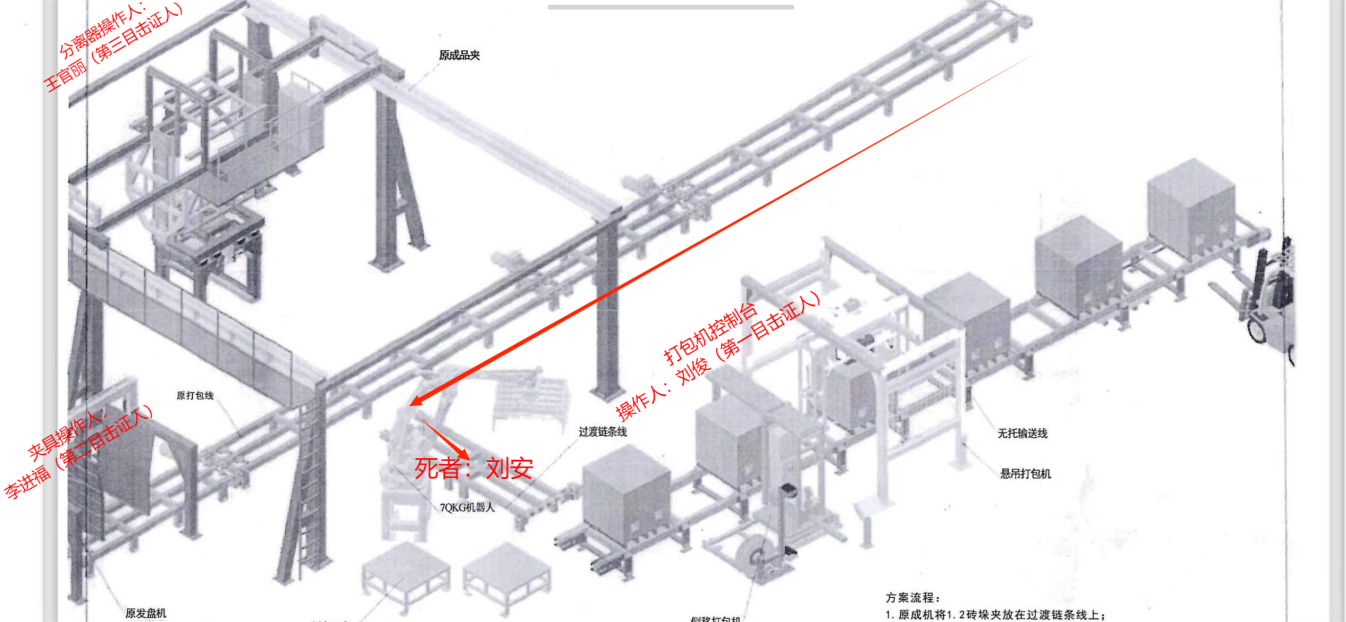 分离器操作人：
王官丽（第三目击证人）
原成品夹
打包机控制台
操作人：刘俊（第一目击证人）
原打包线
夹具操作人：
李进福（第二目击证人）
过渡链条线
无托输送线
死者：刘安
悬吊打包机
7QKG机器人
方案流程：
原发盘机
1. 原成机将1.2砖垛夹放在过渡链条线上；
侧移打包机